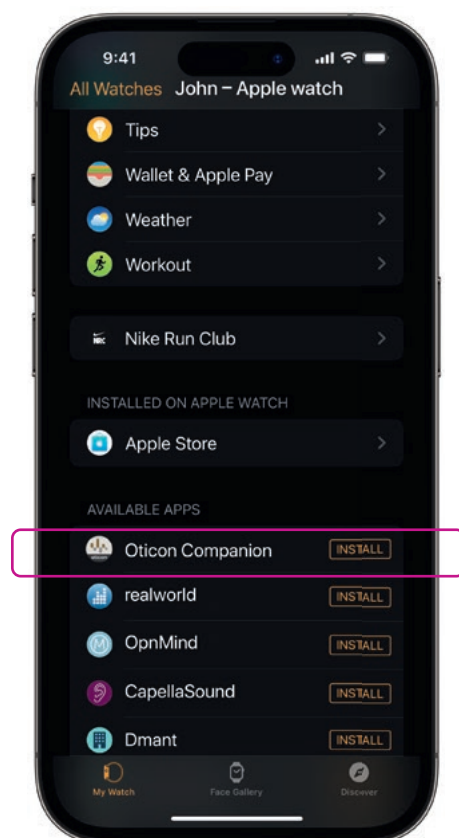 9:41
All Watches John – Apple watch
Tips
Wallet & Apple Pay
Weather
Workout
NRC Nike Run Club
INSTALLED ON APPLE WATCH
Apple Store
AVAILABLE APPS
Oticon Companion INSTALL
realworld INSTALL
OpnMind INSTALL
CapellaSound INSTALL
Dmant INSTALL
My Watch Face Gallery Discover